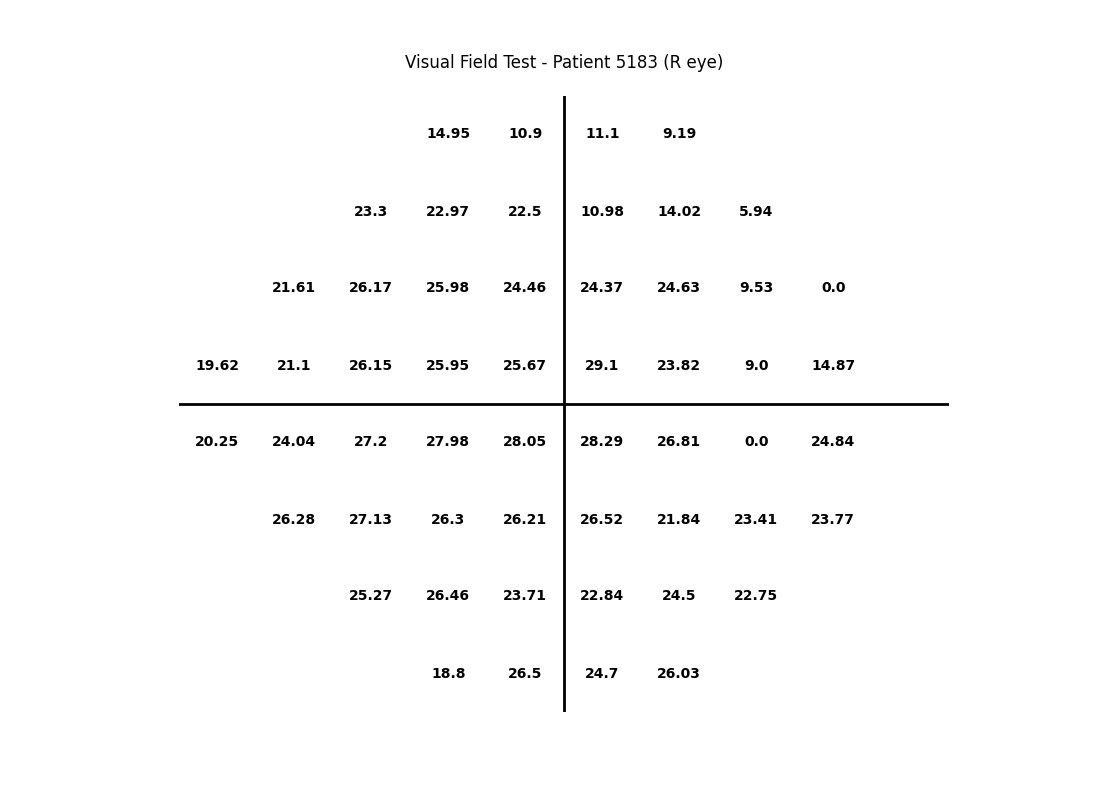 Visual Field Test - Patient 5183 (R eye)
14.95 10.9 11.1 9.19
23.3 22.97 22.5 10.98 14.02 5.94
21.61 26.17 25.98 24.46 24.37 24.63 9.53 0.0
19.62 21.1 26.15 25.95 25.67 29.1 23.82 9.0 14.87
20.25 24.04 27.2 27.98 28.05 28.29 26.81 0.0 24.84
26.28 27.13 26.3 26.21 26.52 21.84 23.41 23.77
25.27 26.46 23.71 22.84 24.5 22.75
18.8 26.5 24.7 26.03